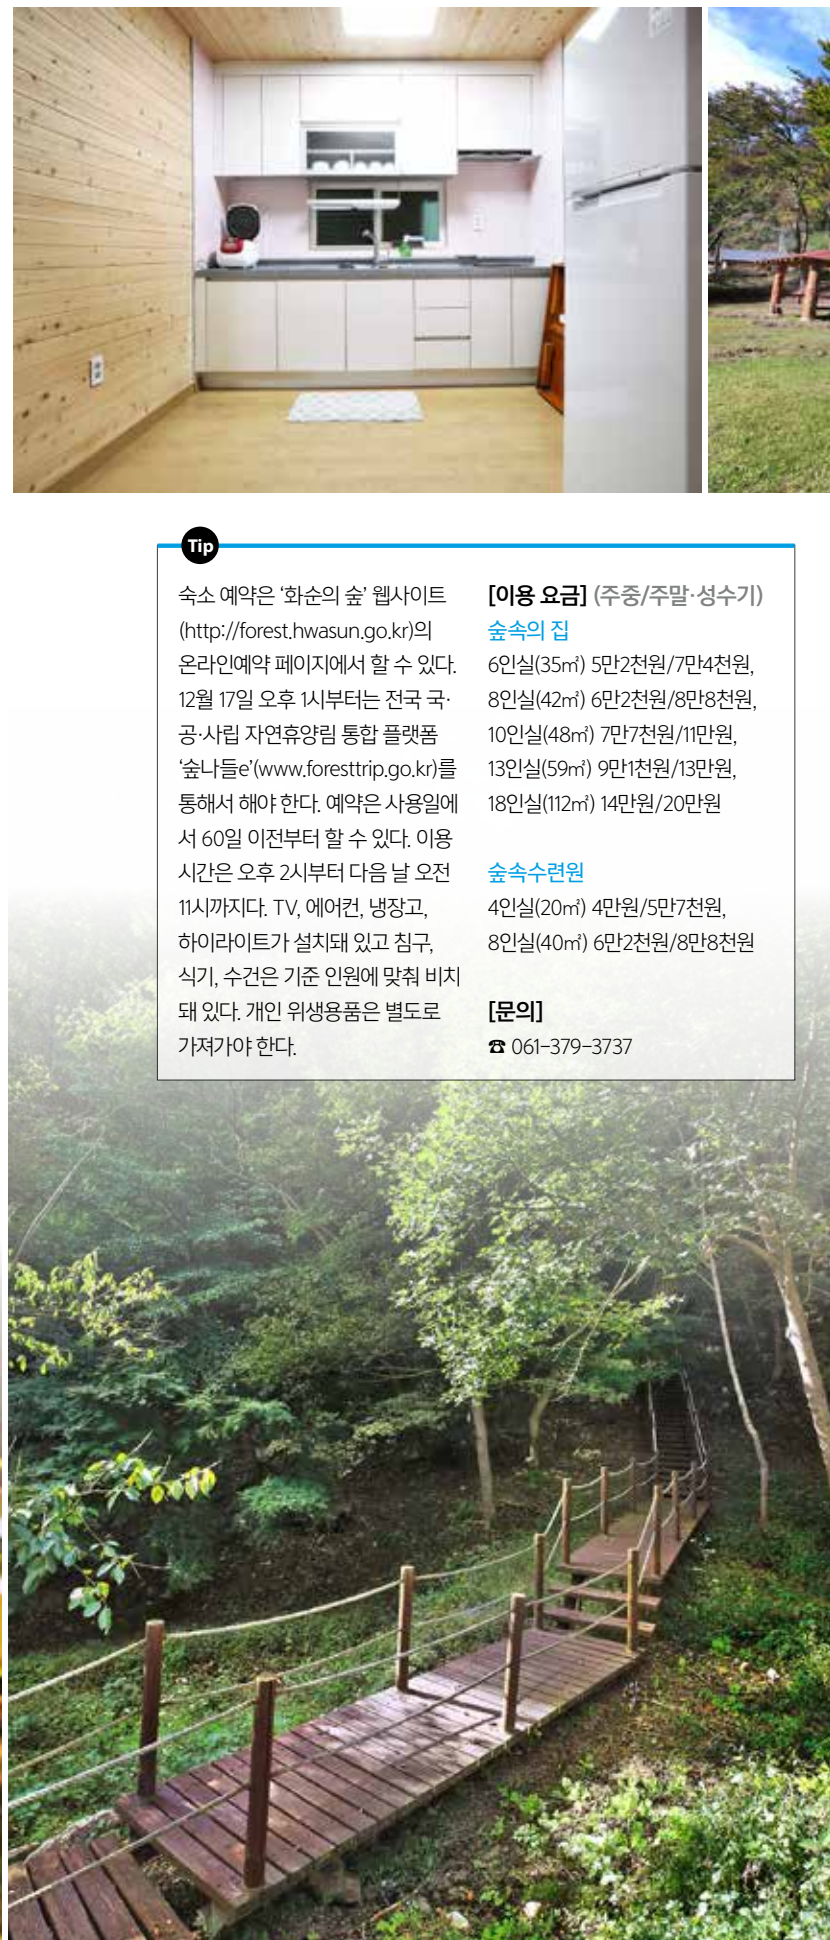 Tip
숙소 예약은 ‘화순의 숲’ 웹사이트
(http://forest.hwasun.go.kr)의
온라인예약 페이지에서 할 수 있다.
12월 17일 오후 1시부터는 전국 국·
공·사립 자연휴양림 통합 플랫폼
‘숲나들e’(www.foresttrip.go.kr)를
통해서 해야 한다. 예약은 사용일에
서 60일 이전부터 할 수 있다. 이용
시간은 오후 2시부터 다음 날 오전
11시까지다. TV, 에어컨, 냉장고,
하이라이트가 설치돼 있고 침구,
식기, 수건은 기준 인원에 맞춰 비치
돼 있다. 개인 위생용품은 별도로
가져가야 한다.
[이용 요금] (주중/주말·성수기)
숲속의 집
6인실(35㎡) 5만2천원/7만4천원,
8인실(42㎡) 6만2천원/8만8천원,
10인실(48㎡) 7만7천원/11만원,
13인실(59㎡) 9만1천원/13만원,
18인실(112㎡) 14만원/20만원
숲속수련원
4인실(20㎡) 4만원/5만7천원,
8인실(40㎡) 6만2천원/8만8천원
[문의]
☎ 061-379-3737